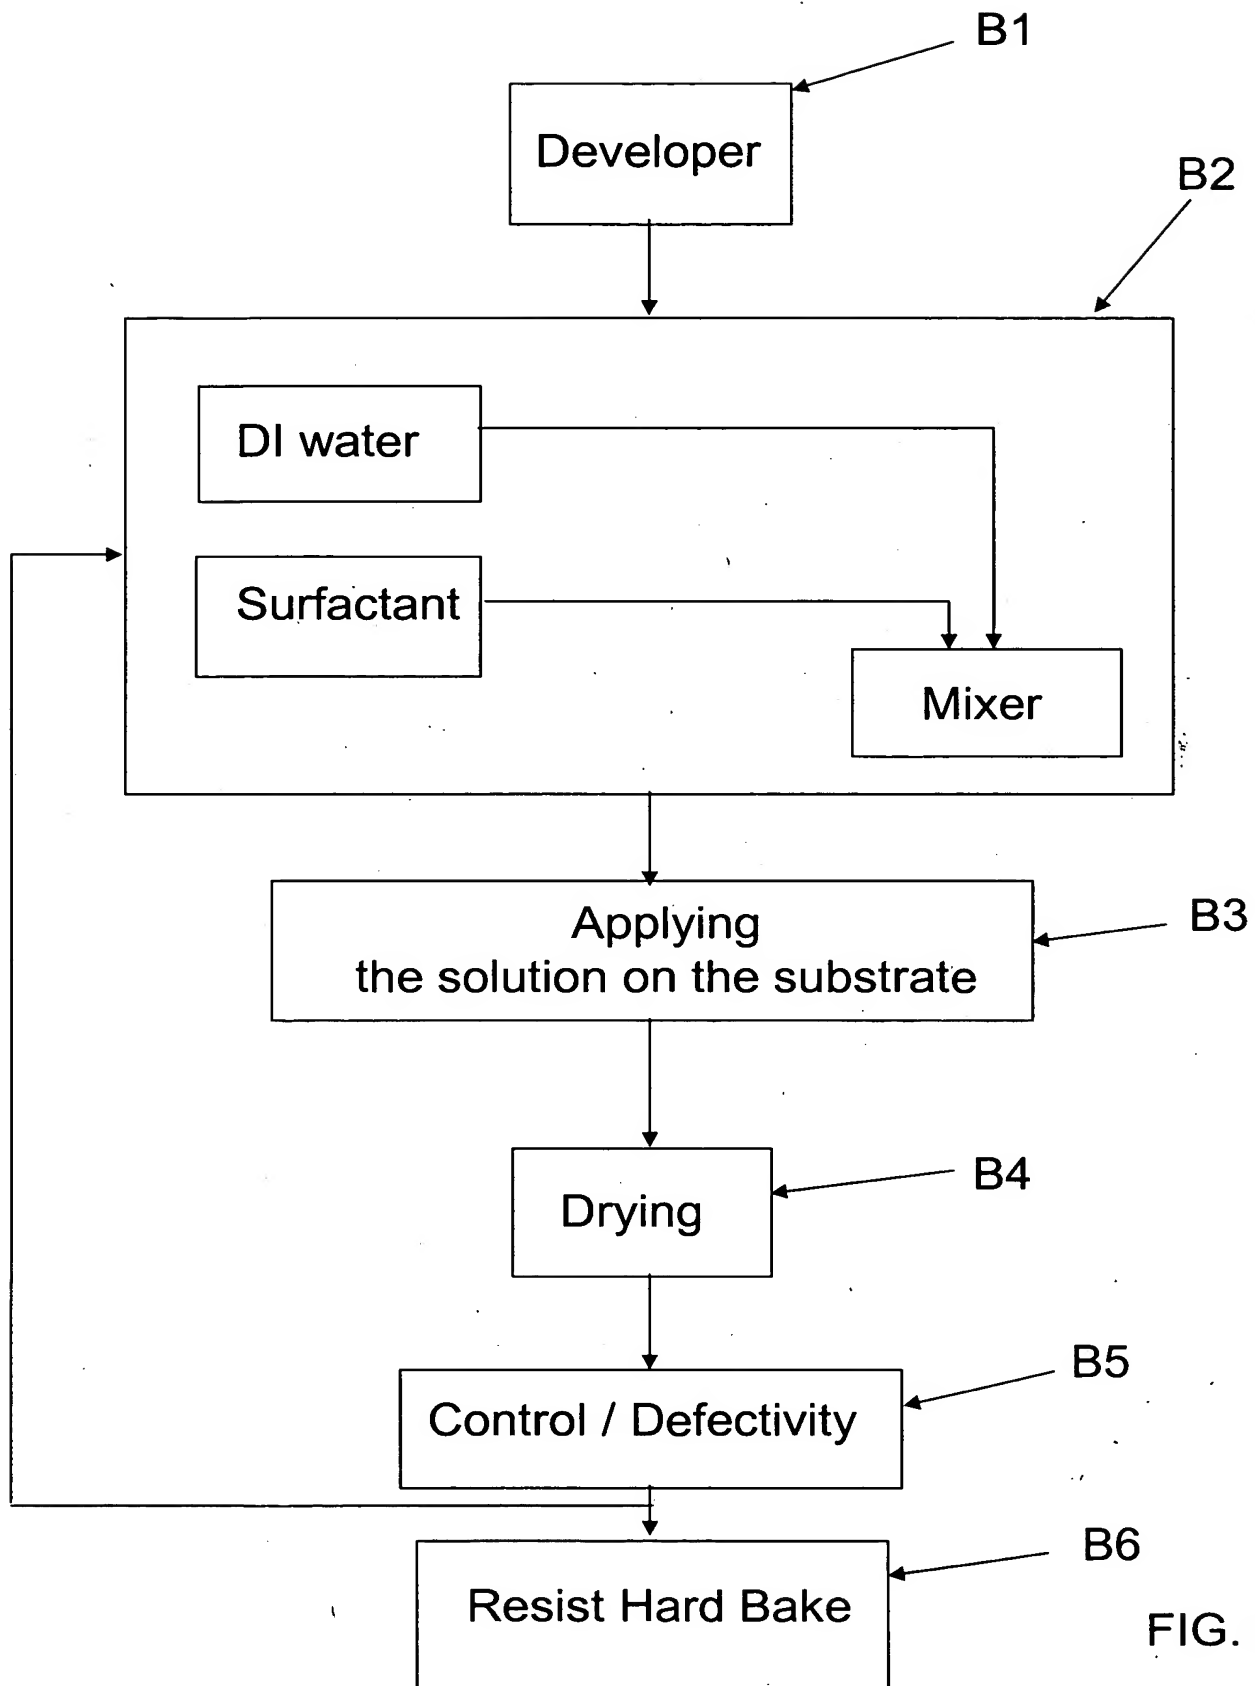 B1
Developer
B2
DI water
Surfactant
Mixer
Applying
the solution on the substrate
B3
Drying
B4
B5
Control / Defectivity
B6
Resist Hard Bake
FIG.